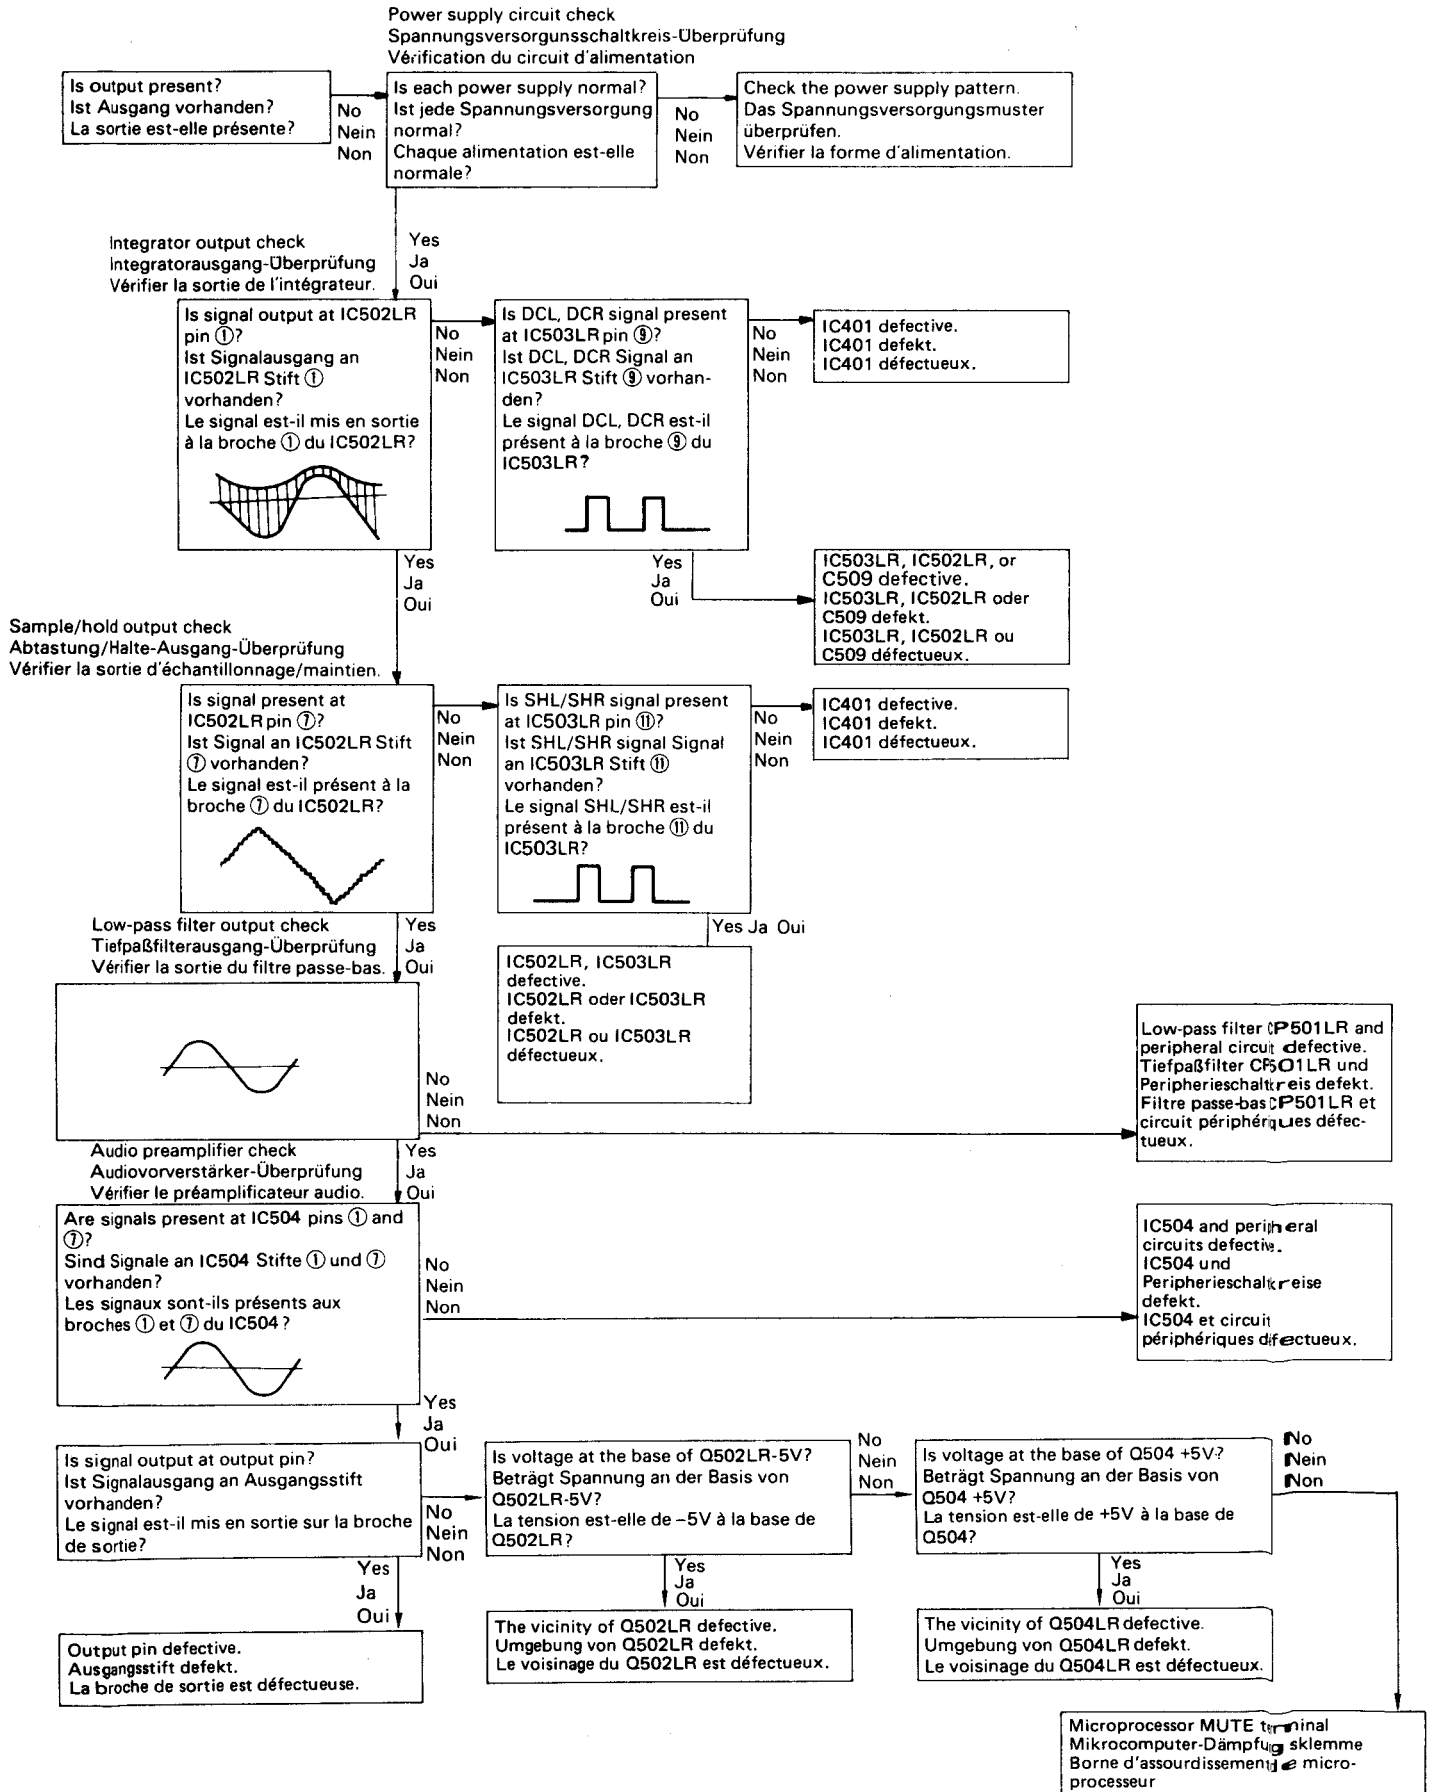 Power supply circuit check
Spannungsversorgunsschaltkreis-Überprüfung
Vérification du circuit d'alimentation
Is output present?
Ist Ausgang vorhanden?
La sortie est-elle présente?
No
Nein
Non
Is each power supply normal?
Ist jede Spannungsversorgung
normal?
Chaque alimentation est-elle
normale?
No
Nein
Non
Check the power supply pattern.
Das Spannungsversorgungsmuster
überprüfen.
Vérifier la forme d'alimentation.
Yes
Ja
Oui
Integrator output check
Integratorausgang-Überprüfung
Vérifier la sortie de l'intégrateur.
Is signal output at IC502LR
pin ①?
Ist Signalausgang an
IC502LR Stift ①
vorhanden?
Le signal est-il mis en sortie
à la broche ① du IC502LR?
No
Nein
Non
Is DCL, DCR signal present
at IC503LR pin ⑨?
Ist DCL, DCR Signal an
IC503LR Stift ⑨ vorhan-
den?
Le signal DCL, DCR est-il
présent à la broche ⑨ du
IC503LR?
No
Nein
Non
IC401 defective.
IC401 defekt.
IC401 défectueux.
Yes
Ja
Oui
Yes
Ja
Oui
IC503LR, IC502LR, or
C509 defective.
IC503LR, IC502LR oder
C509 defekt.
IC503LR, IC502LR ou
C509 défectueux.
Sample/hold output check
Abtastung/Halte-Ausgang-Überprüfung
Vérifier la sortie d'échantillonnage/maintien.
Is signal present at
IC502LR pin ⑦?
Ist Signal an IC502LR Stift
⑦ vorhanden?
Le signal est-il présent à la
broche ⑦ du IC502LR?
No
Nein
Non
Is SHL/SHR signal present
at IC503LR pin ⑪?
Ist SHL/SHR signal Signal
an IC503LR Stift ⑪
vorhanden?
Le signal SHL/SHR est-il
présent à la broche ⑪ du
IC503LR?
No
Nein
Non
IC401 defective.
IC401 defekt.
IC401 défectueux.
Low-pass filter output check
Tiefpaßfilterausgang-Überprüfung
Vérifier la sortie du filtre passe-bas.
Yes
Ja
Oui
Yes Ja Oui
IC502LR, IC503LR
defective.
IC502LR oder IC503LR
defekt.
IC502LR ou IC503LR
défectueux.
No
Nein
Non
Low-pass filter CP501LR and
peripheral circuit defective.
Tiefpaßfilter CP501LR und
Peripherieschaltkreis defekt.
Filtre passe-bas CP501LR et
circuit périphériques défec-
tueux.
Audio preamplifier check
Audiovorverstärker-Überprüfung
Vérifier le préamplificateur audio.
Yes
Ja
Oui
Are signals present at IC504 pins ① and
⑦?
Sind Signale an IC504 Stifte ① und ⑦
vorhanden?
Les signaux sont-ils présents aux
broches ① et ⑦ du IC504?
No
Nein
Non
IC504 and peripheral
circuits defective.
IC504 und
Peripherieschaltkreise
defekt.
IC504 et circuit
périphériques défectueux.
Yes
Ja
Oui
Is signal output at output pin?
Ist Signalausgang an Ausgangsstift
vorhanden?
Le signal est-il mis en sortie sur la broche
de sortie?
No
Nein
Non
Is voltage at the base of Q502LR-5V?
Beträgt Spannung an der Basis von
Q502LR-5V?
La tension est-elle de –5V à la base de
Q502LR?
No
Nein
Non
Is voltage at the base of Q504 +5V?
Beträgt Spannung an der Basis von
Q504 +5V?
La tension est-elle de +5V à la base de
Q504?
No
Nein
Non
Yes
Ja
Oui
Yes
Ja
Oui
Yes
Ja
Oui
Output pin defective.
Ausgangsstift defekt.
La broche de sortie est défectueuse.
The vicinity of Q502LR defective.
Umgebung von Q502LR defekt.
Le voisinage du Q502LR est défectueux.
The vicinity of Q504LR defective.
Umgebung von Q504LR defekt.
Le voisinage du Q504LR est défectueux.
Microprocessor MUTE terminal
Mikrocomputer-Dämpfungsklemme
Borne d'assourdissement de micro-
processeur